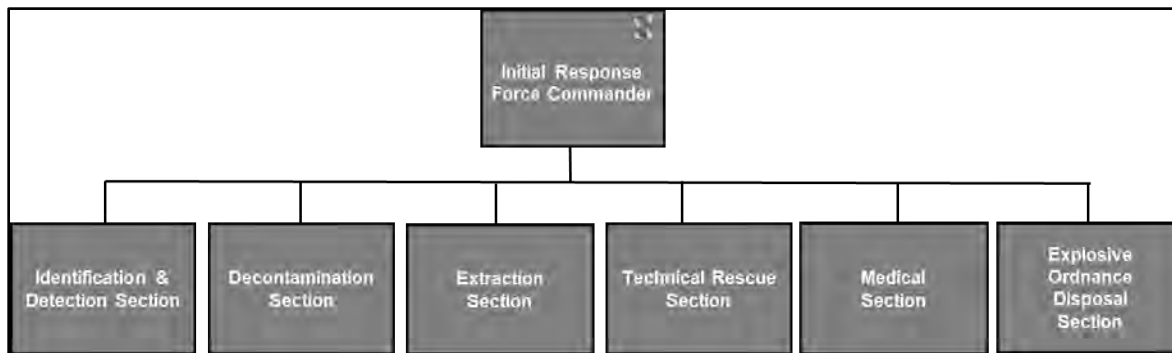 Initial Response
Force Commander
Identification &
Detection Section
Decontamination
Section
Extraction
Section
Technical Rescue
Section
Medical
Section
Explosive
Ordnance
Disposal
Section